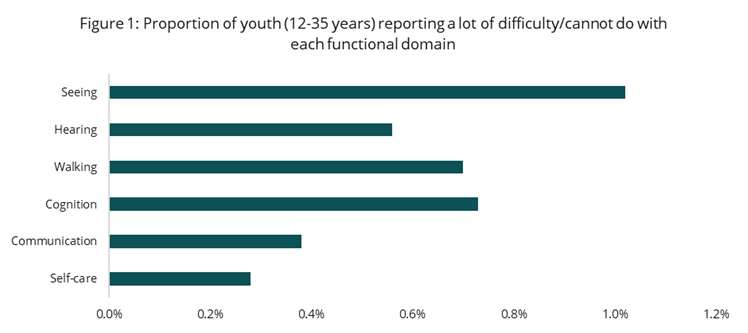 Figure 1: Proportion of youth (12-35 years) reporting a lot of difficulty/cannot do with
each functional domain
Seeing
Hearing
Walking
Cognition
Communication
Self-care
0.0% 0.2% 0.4% 0.6% 0.8% 1.0% 1.2%